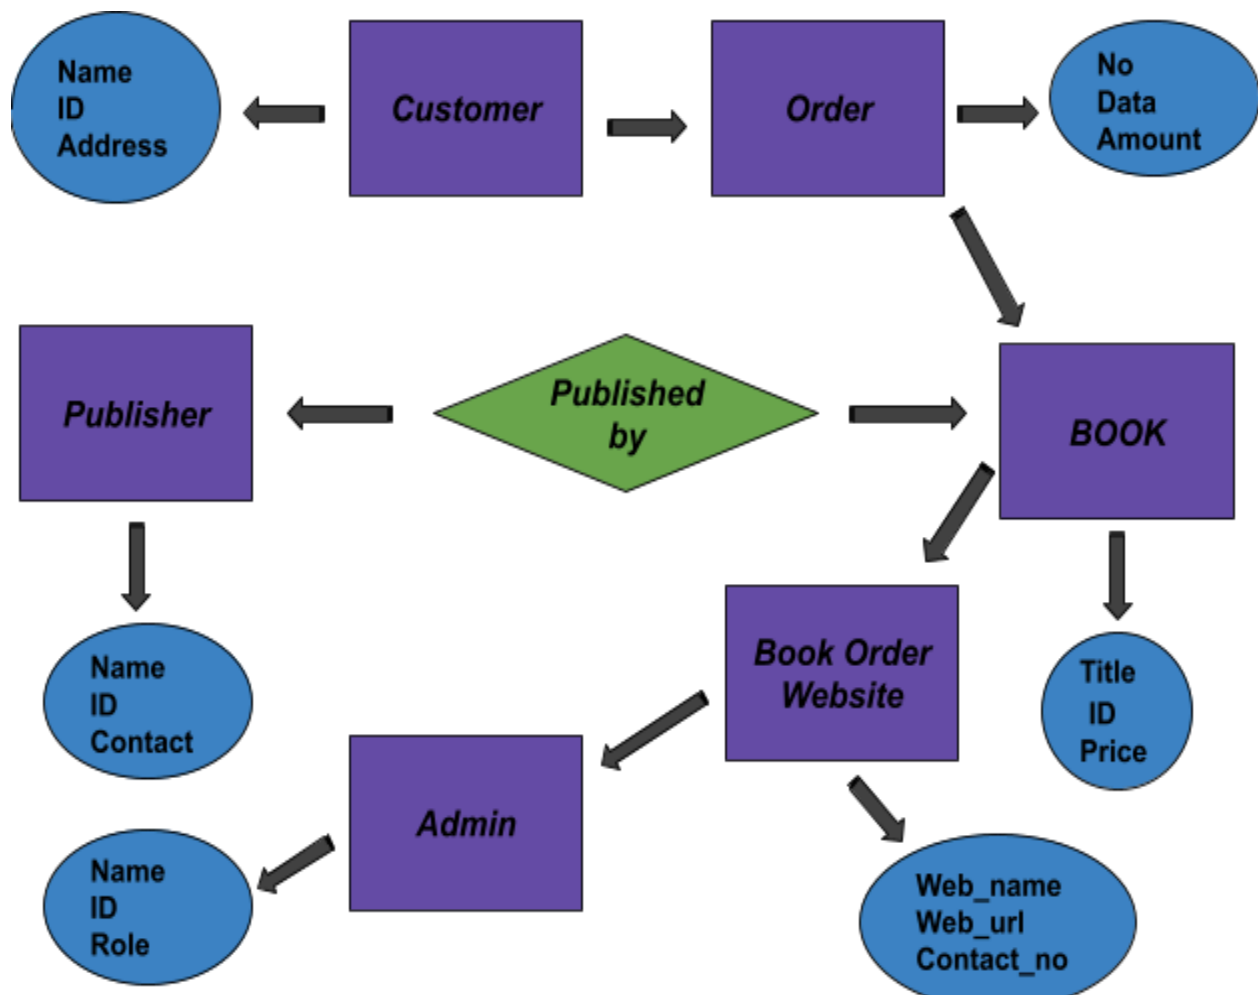 Name
ID
Address
Customer
Order
No
Data
Amount
Publisher
Published
by
BOOK
Name
ID
Contact
Book Order
Website
Title
ID
Price
Admin
Name
ID
Role
Web_name
Web_url
Contact_no